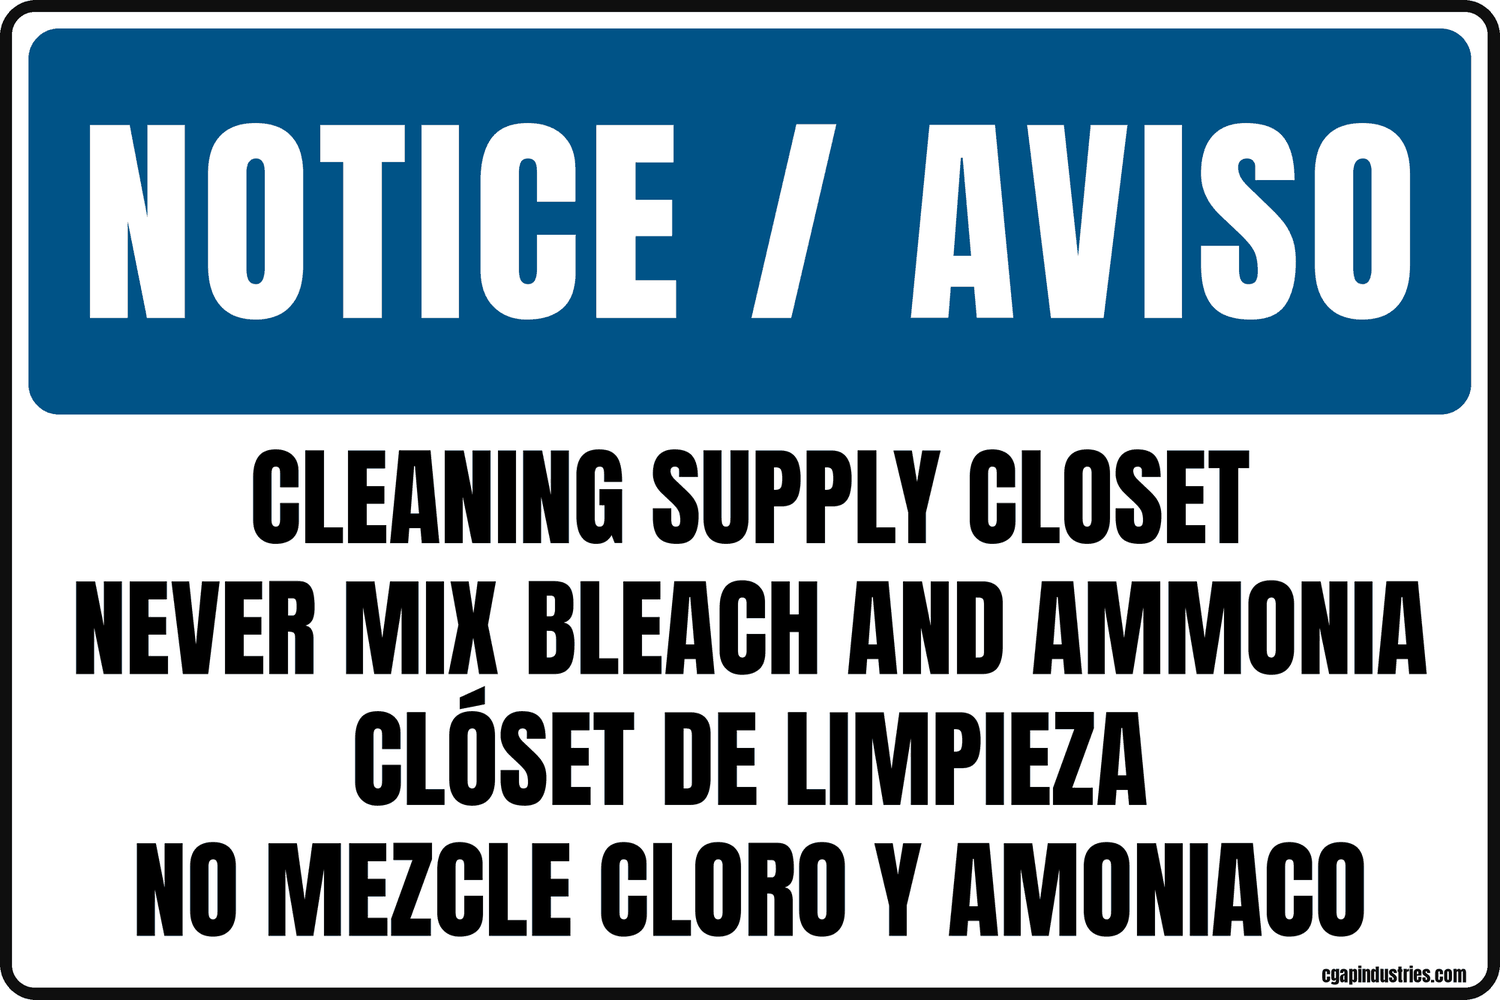 NOTICE / AVISO
CLEANING SUPPLY CLOSET
NEVER MIX BLEACH AND AMMONIA
CLÓSET DE LIMPIEZA
NO MEZCLE CLORO Y AMONIACO
cgapindustries.com